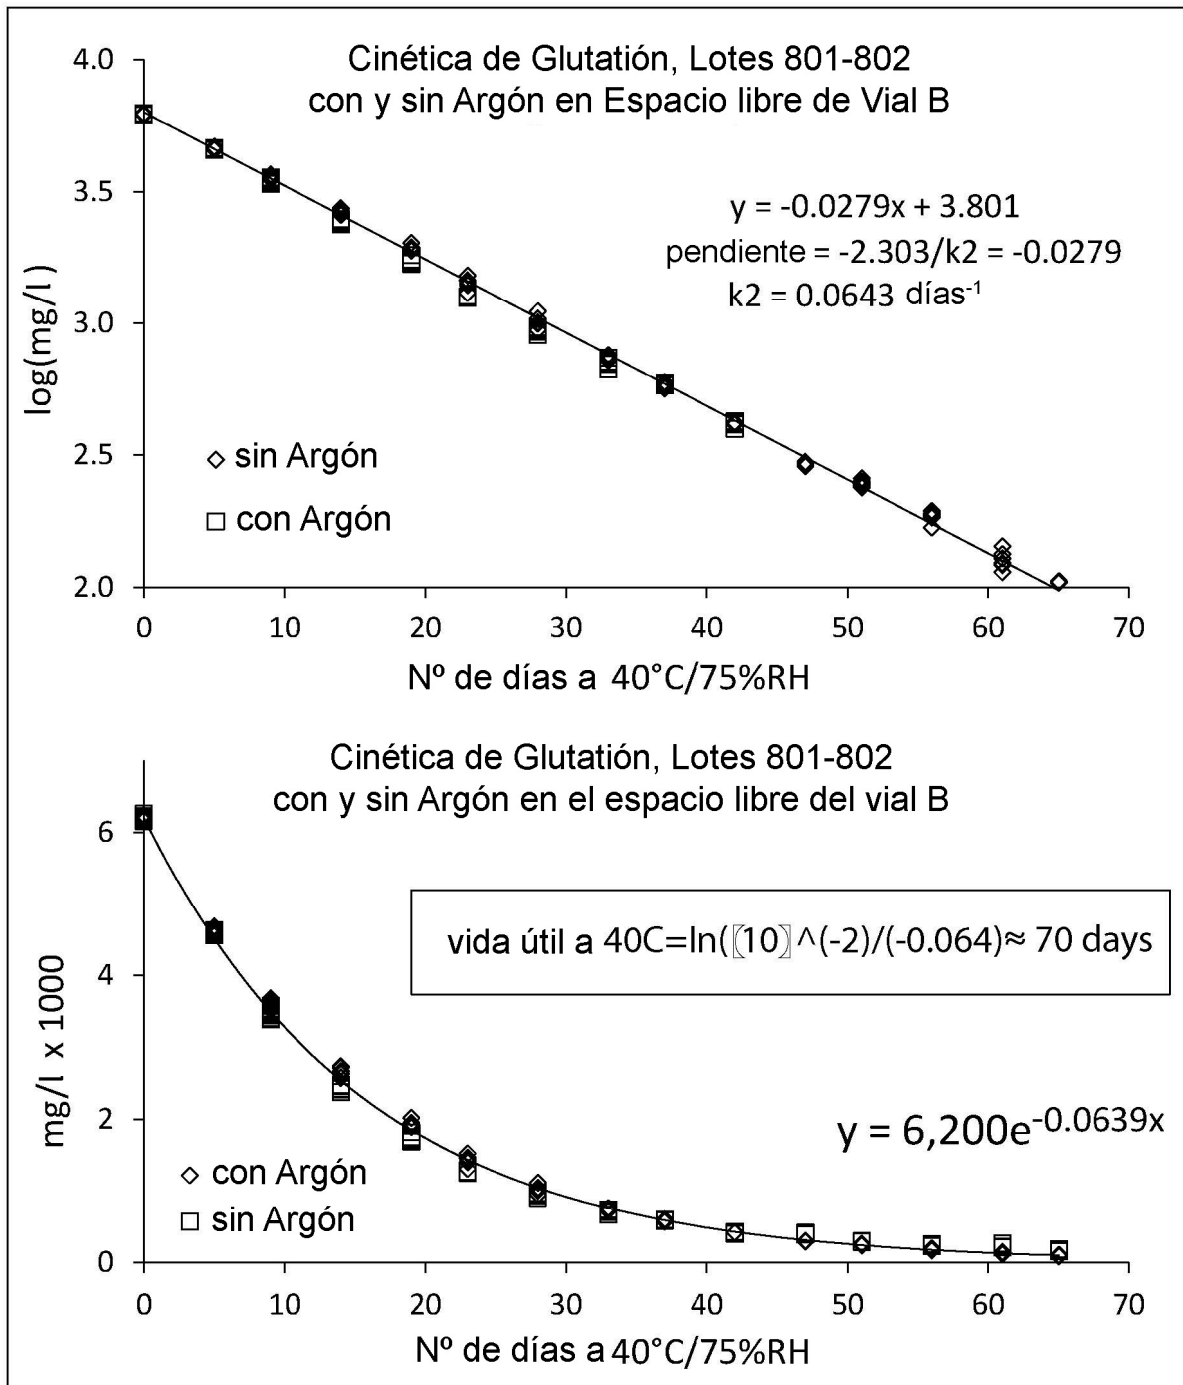 Cinética de Glutatión, Lotes 801-802
con y sin Argón en Espacio libre de Vial B
4.0
3.5
3.0
2.5
2.0
log(mg/l)
y = -0.0279x + 3.801
pendiente = -2.303/k2 = -0.0279
k2 = 0.0643 días⁻¹
sin Argón
con Argón
0 10 20 30 40 50 60 70
Nº de días a 40°C/75%RH
Cinética de Glutatión, Lotes 801-802
con y sin Argón en el espacio libre del vial B
6
4
2
0
mg/l x 1000
vida útil a 40C=ln(〖10〗^(-2)/(-0.064)≈ 70 days
y = 6,200e^-0.0639x
con Argón
sin Argón
0 10 20 30 40 50 60 70
Nº de días a 40°C/75%RH